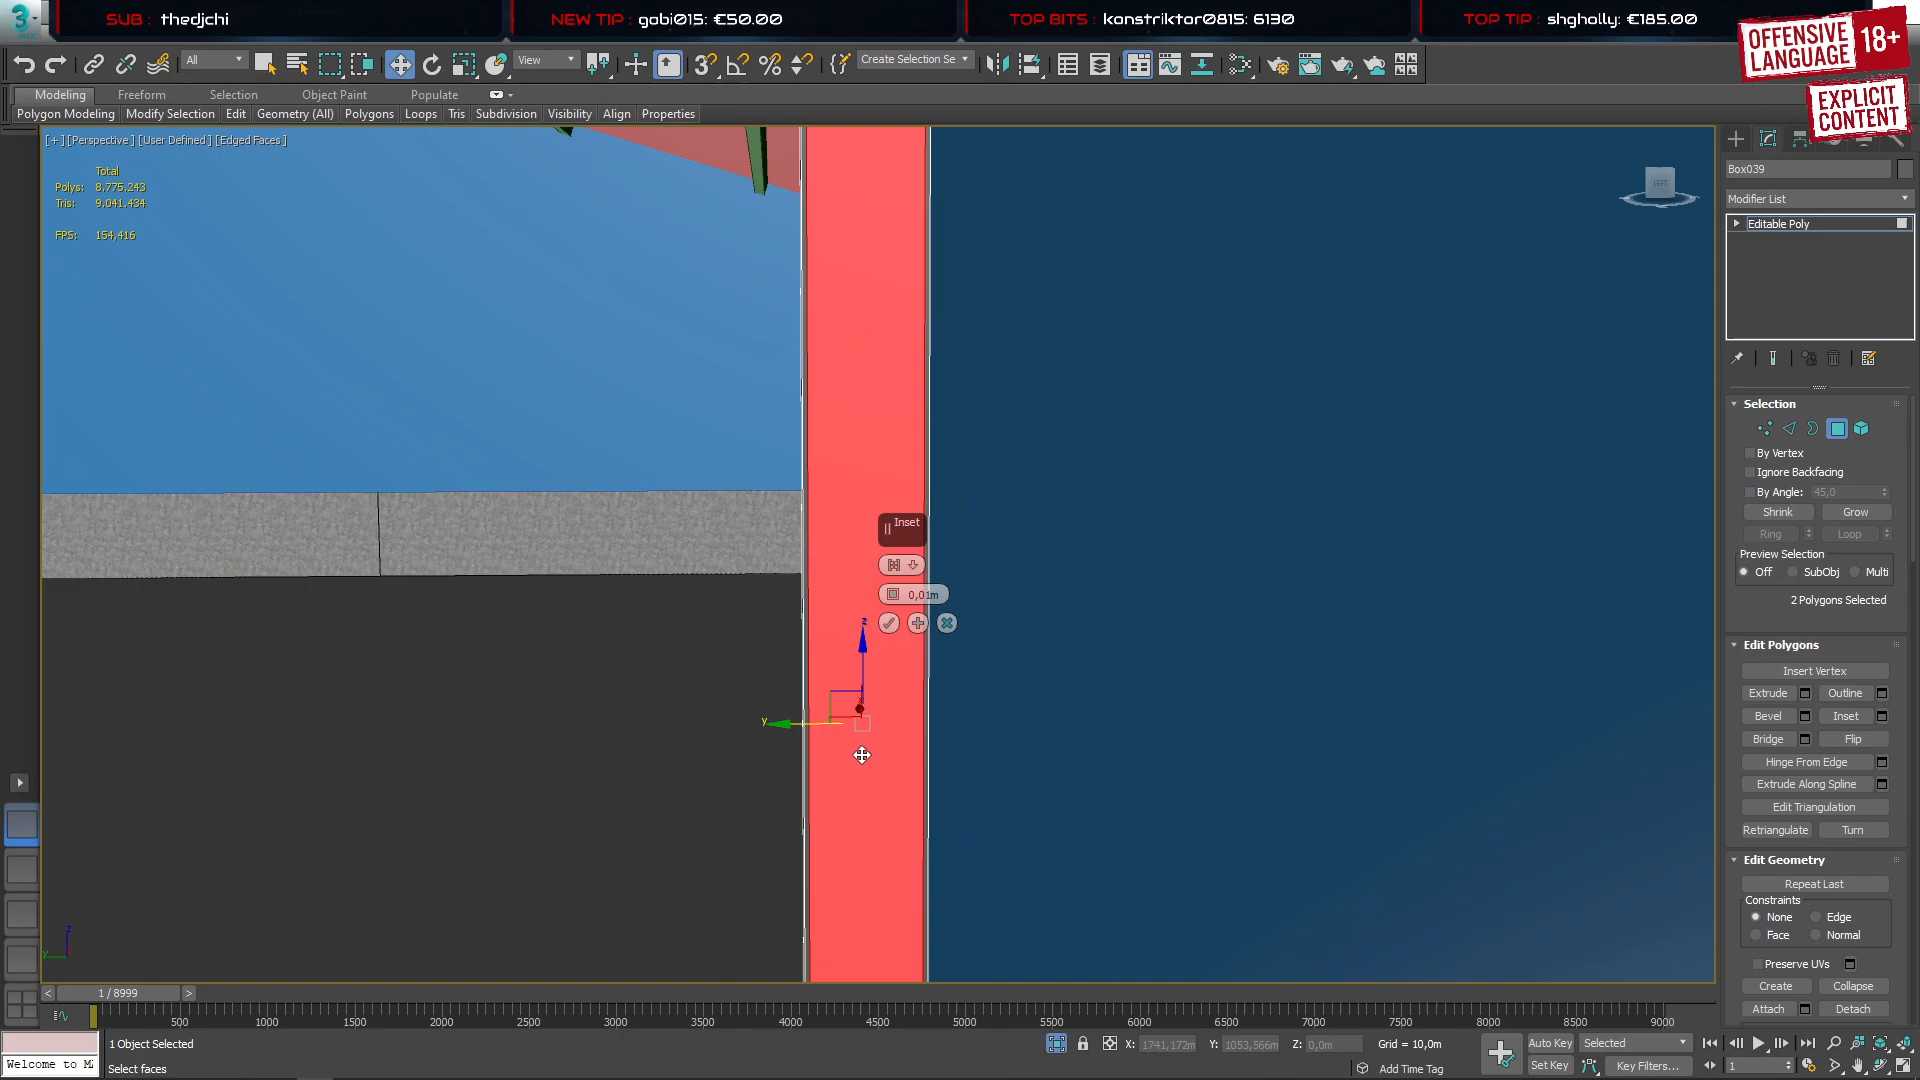 SUB : thedjchi
NEW TIP : gabi015: €50.00
TOP BITS : konstriktor0815: 6130
TOP TIP : shgholly: €185.00
OFFENSIVE LANGUAGE 18+
EXPLICIT CONTENT
All
View
Create Selection Se
Modeling Freeform Selection Object Paint Populate
Polygon Modeling Modify Selection Edit Geometry (All) Polygons Loops Tris Subdivision Visibility Align Properties
[+] [Perspective] [User Defined] [Edged Faces]
Total
Polys: 8.775.243
Tris: 9.041.434
FPS: 154,416
LEFT
Inset
0,01m
z
x
y
z
y
Box039
Modifier List
Editable Poly
Selection
By Vertex
Ignore Backfacing
By Angle: 45,0
Shrink Grow
Ring Loop
Preview Selection
Off SubObj Multi
2 Polygons Selected
Edit Polygons
Insert Vertex
Extrude Outline
Bevel Inset
Bridge Flip
Hinge From Edge
Extrude Along Spline
Edit Triangulation
Retriangulate Turn
Edit Geometry
Repeat Last
Constraints
None Edge
Face Normal
Preserve UVs
Create Collapse
Attach Detach
< 1 / 8999 >
500 1000 1500 2000 2500 3000 3500 4000 4500 5000 5500 6000 6500 7000 7500 8000 8500 9000
1 Object Selected
X: 1741,172m Y: 1053,566m Z: 0,0m Grid = 10,0m
Auto Key Selected
Welcome to M
Select faces
Add Time Tag
Set Key Key Filters...
1